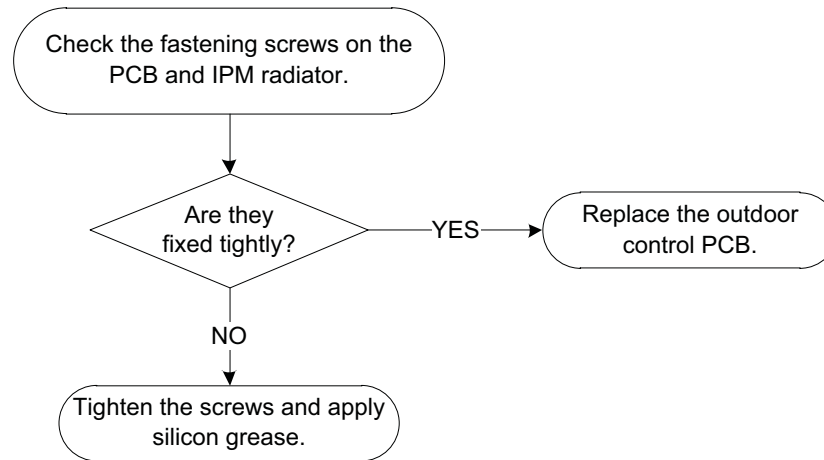 Check the fastening screws on the
PCB and IPM radiator.
Are they
fixed tightly?
YES
Replace the outdoor
control PCB.
NO
Tighten the screws and apply
silicon grease.